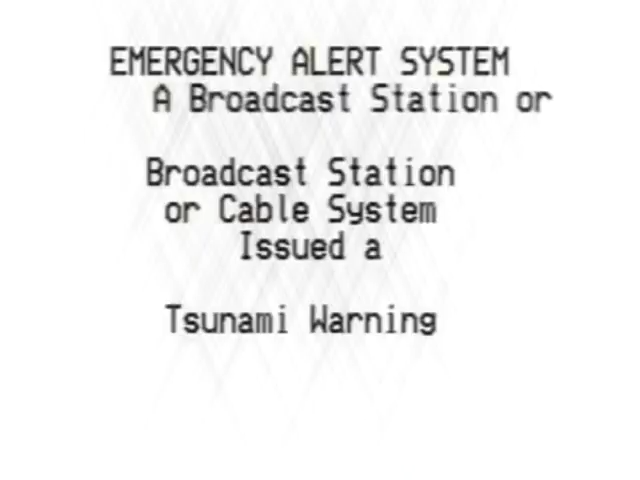 EMERGENCY ALERT SYSTEM
A Broadcast Station or
Broadcast Station
or Cable System
Issued a
Tsunami Warning